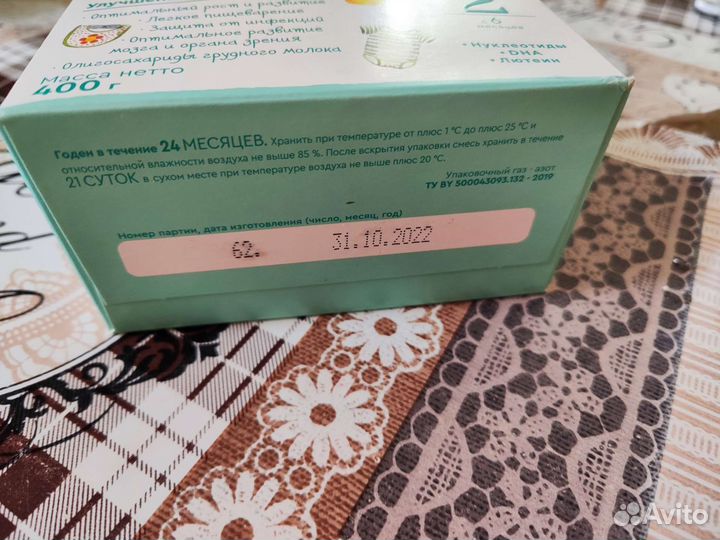 Оптимальный рост и развитие
• Легкое пищеварение
• Защита от инфекций
• Оптимальное развитие
мозга и органа зрения
• Олигосахариды грудного молока
Масса нетто
400 г
2
с 6
месяцев
• Нуклеотиды
• DHA
• Лютеин
Годен в течение 24 МЕСЯЦЕВ. Хранить при температуре от плюс 1 °C до плюс 25 °C и
относительной влажности воздуха не выше 85 %. После вскрытия упаковки смесь хранить в течение
21 СУТОК в сухом месте при температуре воздуха не выше плюс 20 °C.
Упаковочный газ - азот.
ТУ BY 500043093.132 - 2019
Номер партии, дата изготовления (число, месяц, год)
62. 31.10.2022
Avito